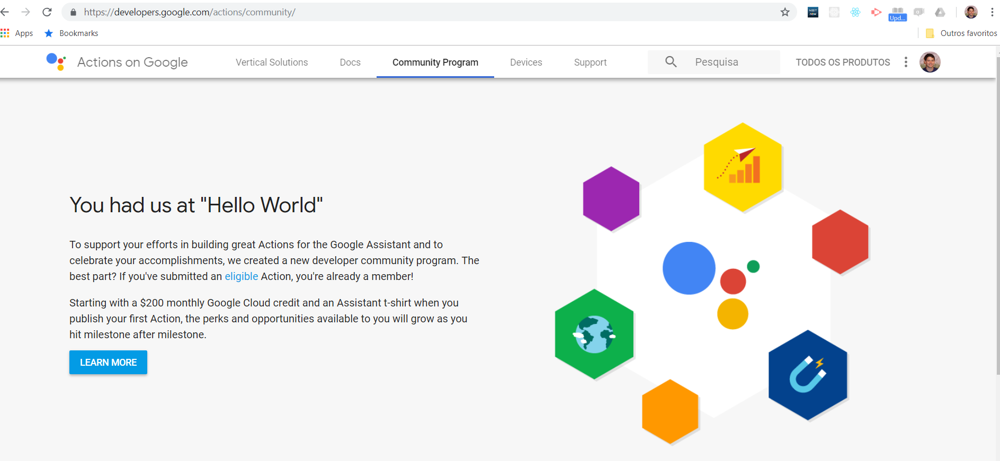 https://developers.google.com/actions/community/
Upd...
Apps
Bookmarks
Outros favoritos
Actions on Google
Vertical Solutions
Docs
Community Program
Devices
Support
Pesquisa
TODOS OS PRODUTOS
You had us at "Hello World"
To support your efforts in building great Actions for the Google Assistant and to
celebrate your accomplishments, we created a new developer community program. The
best part? If you've submitted an eligible Action, you're already a member!
Starting with a $200 monthly Google Cloud credit and an Assistant t-shirt when you
publish your first Action, the perks and opportunities available to you will grow as you
hit milestone after milestone.
LEARN MORE